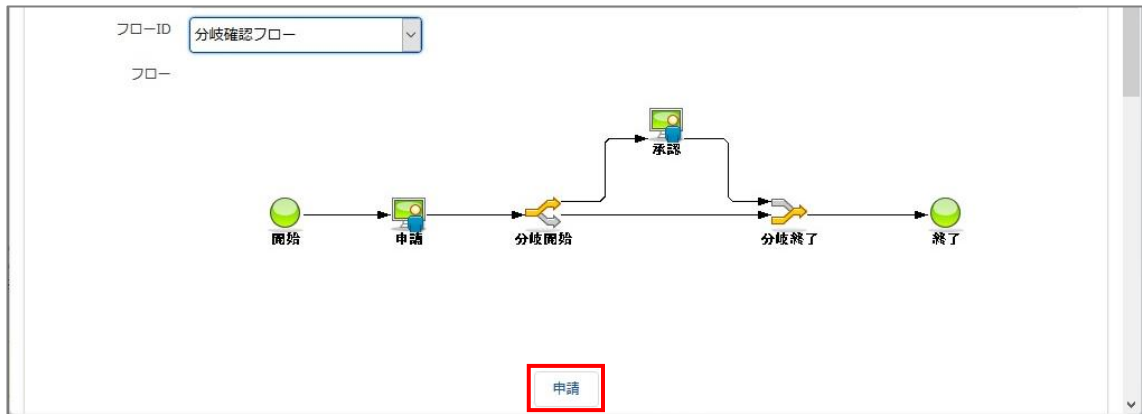 フローID
分岐確認フロー
フロー
承認
開始
申請
分岐開始
分岐終了
終了
申請